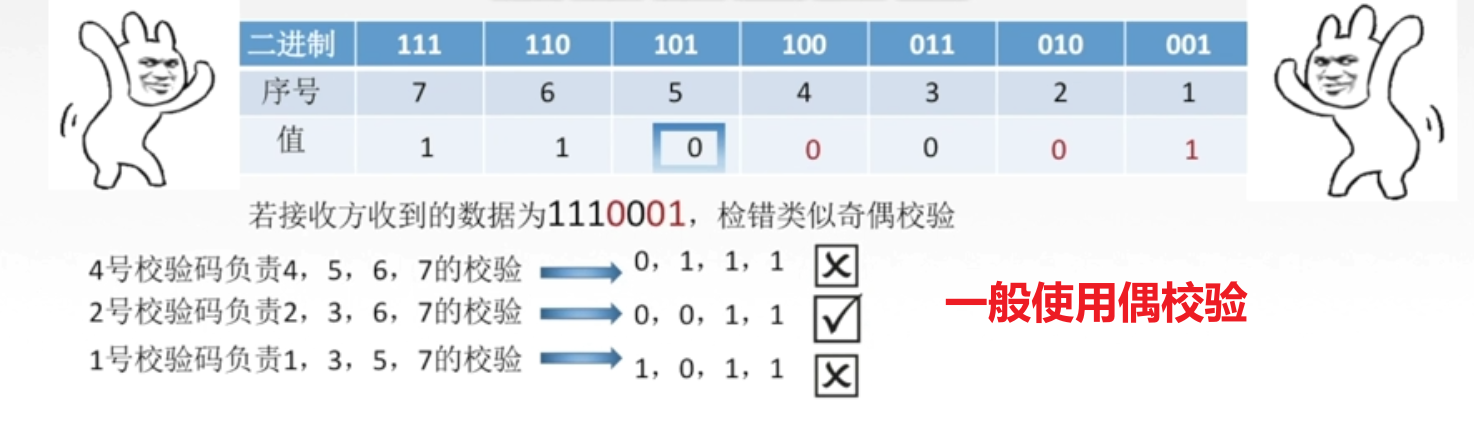 二进制 111 110 101 100 011 010 001
序号 7 6 5 4 3 2 1
值 1 1 0 0 0 0 1
若接收方收到的数据为1110001，检错类似奇偶校验
4号校验码负责4，5，6，7的校验 0，1，1，1
2号校验码负责2，3，6，7的校验 0，0，1，1
1号校验码负责1，3，5，7的校验 1，0，1，1
一般使用偶校验